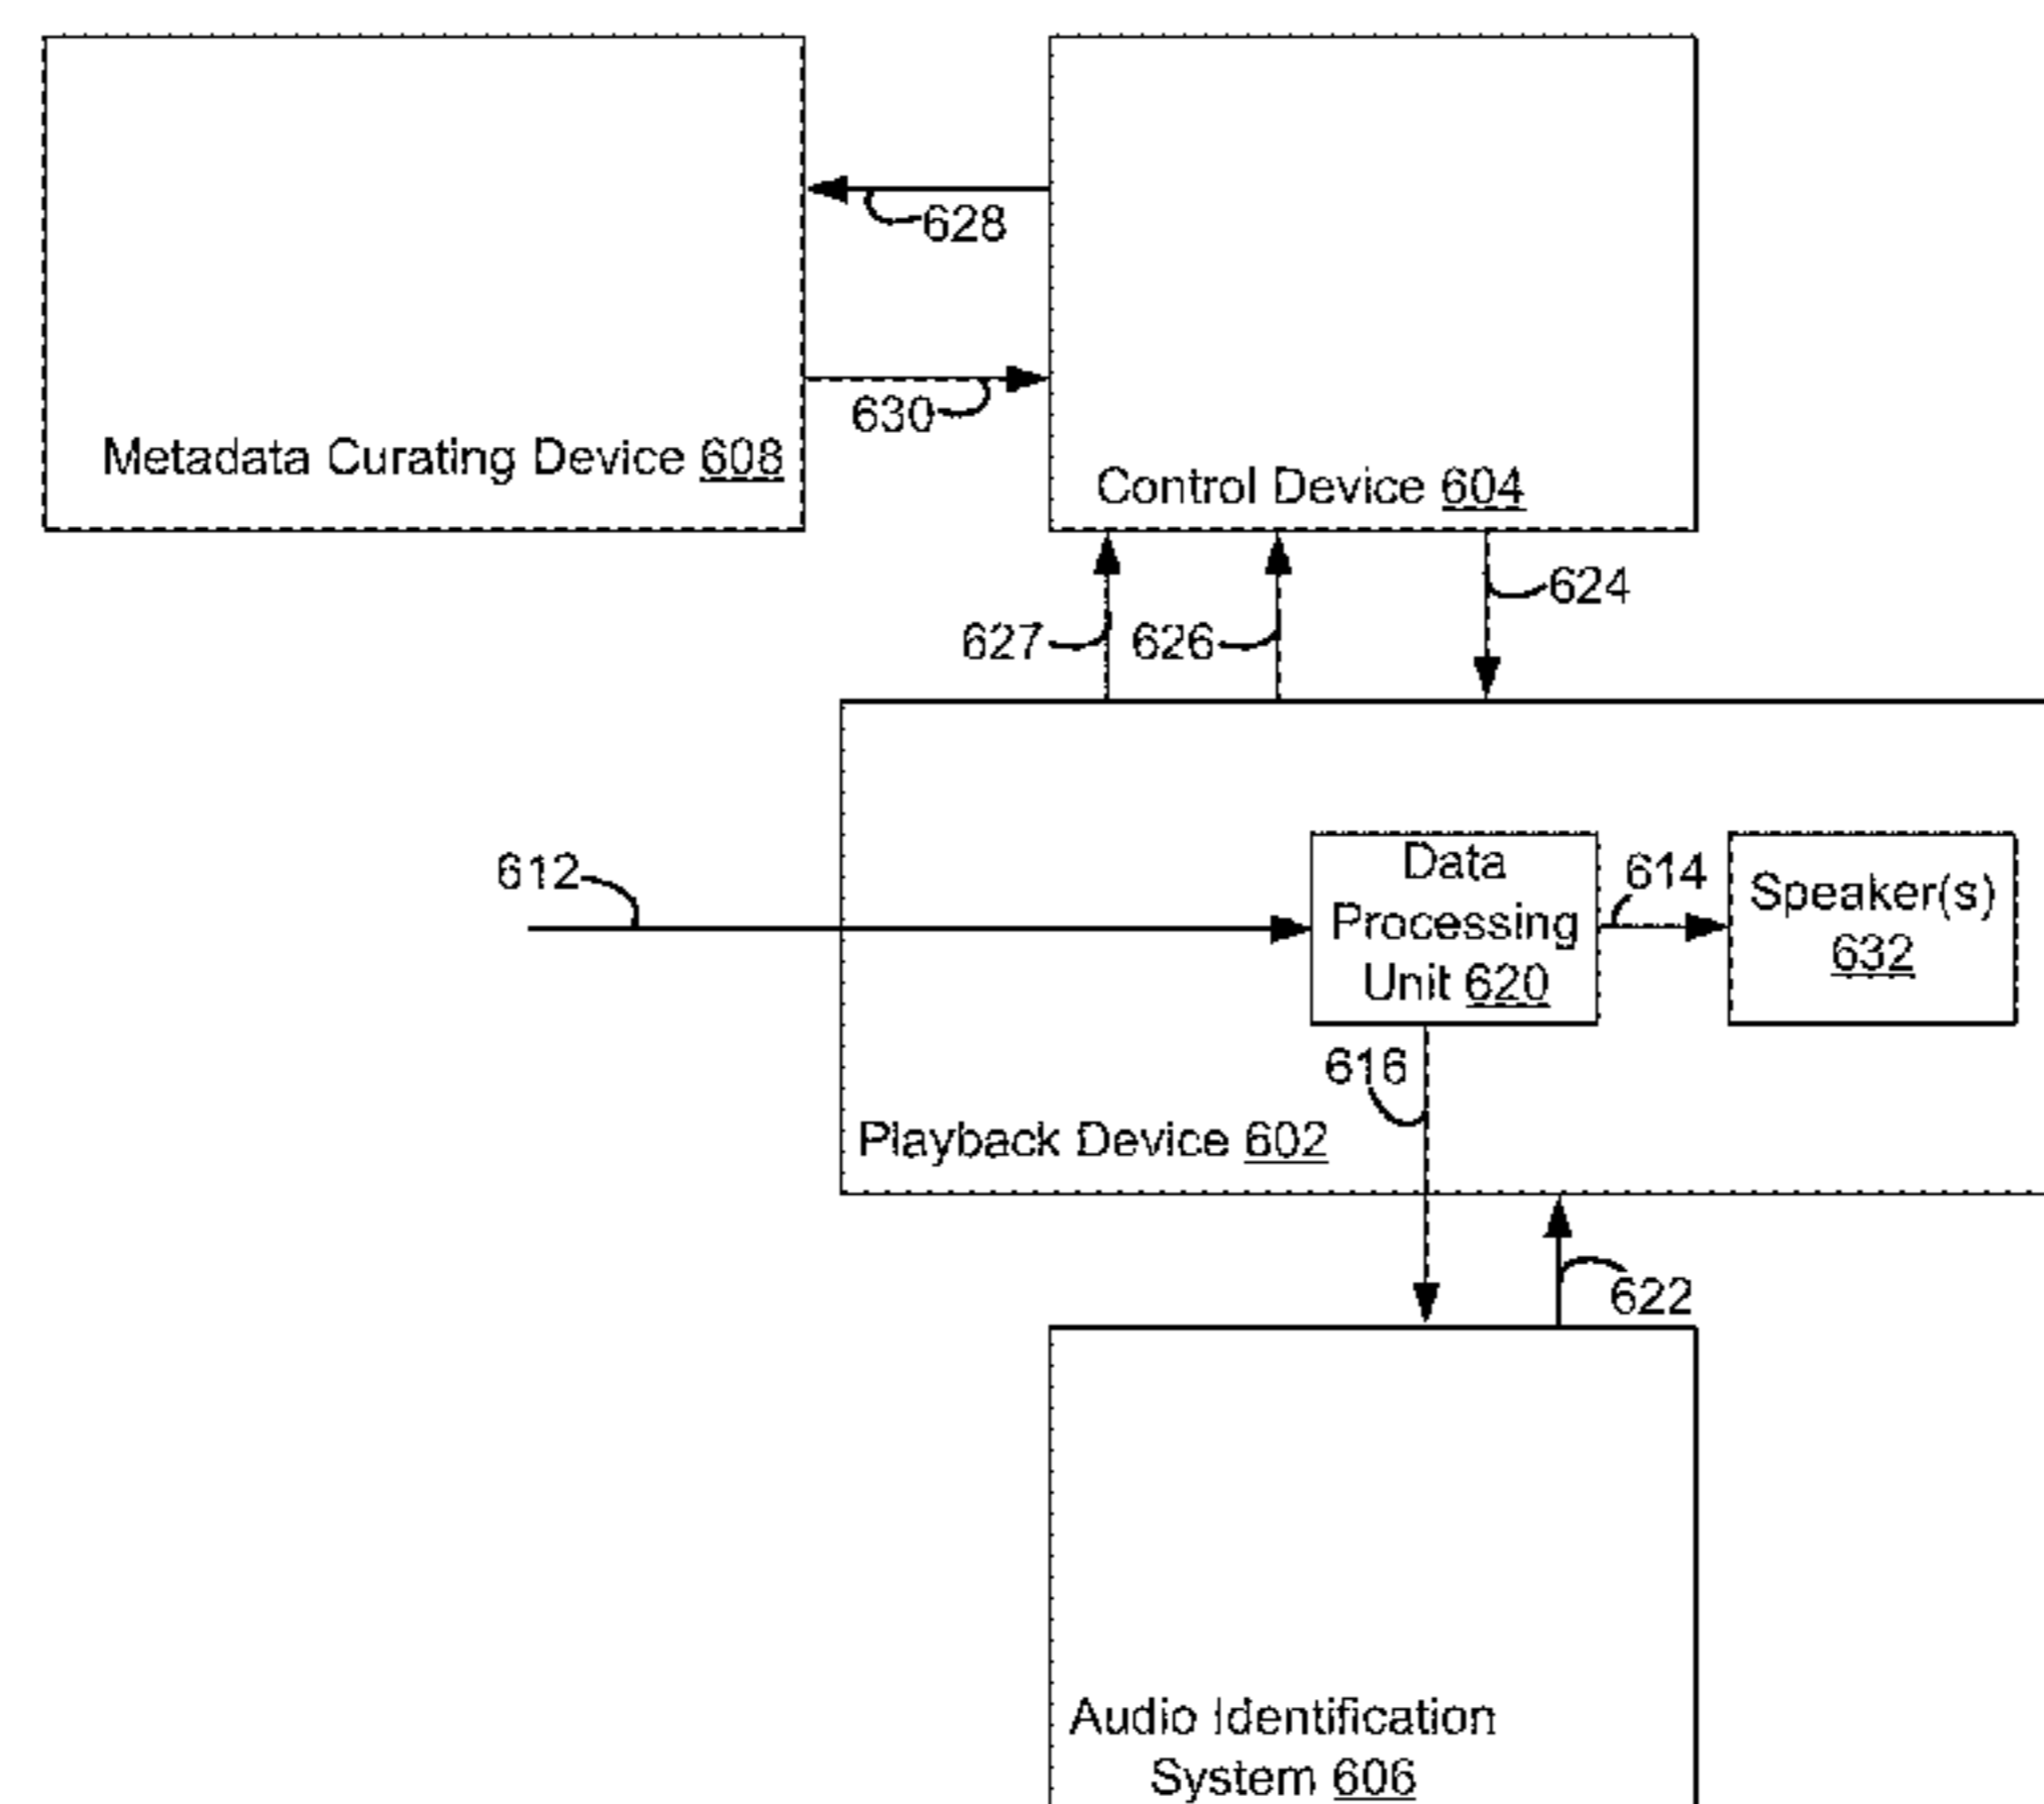 628
630
Metadata Curating Device 608
Control Device 604
624
627
626
612
Data
Processing
Unit 620
614
Speaker(s)
632
616
Playback Device 602
622
Audio Identification
System 606